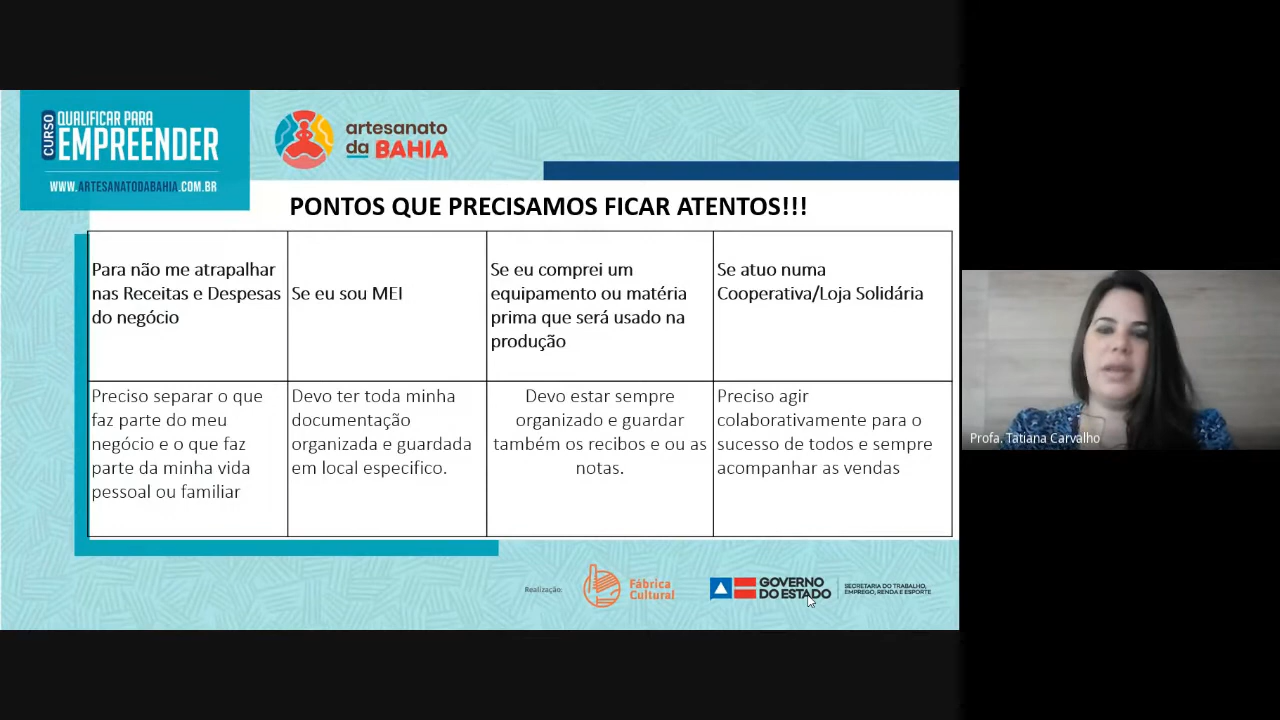 CURSO
QUALIFICAR PARA
EMPREENDER
WWW.ARTESANATODABAHIA.COM.BR
artesanato
da BAHIA
PONTOS QUE PRECISAMOS FICAR ATENTOS!!!
Para não me atrapalhar
nas Receitas e Despesas
do negócio
Se eu sou MEI
Se eu comprei um
equipamento ou matéria
prima que será usado na
produção
Se atuo numa
Cooperativa/Loja Solidária
Preciso separar o que
faz parte do meu
negócio e o que faz
parte da minha vida
pessoal ou familiar
Devo ter toda minha
documentação
organizada e guardada
em local especifico.
Devo estar sempre
organizado e guardar
também os recibos e ou as
notas.
Preciso agir
colaborativamente para o
sucesso de todos e sempre
acompanhar as vendas
Profa. Tatiana Carvalho
Realização:
Fábrica
Cultural
GOVERNO
DO ESTADO
SECRETARIA DO TRABALHO,
EMPREGO, RENDA E ESPORTE